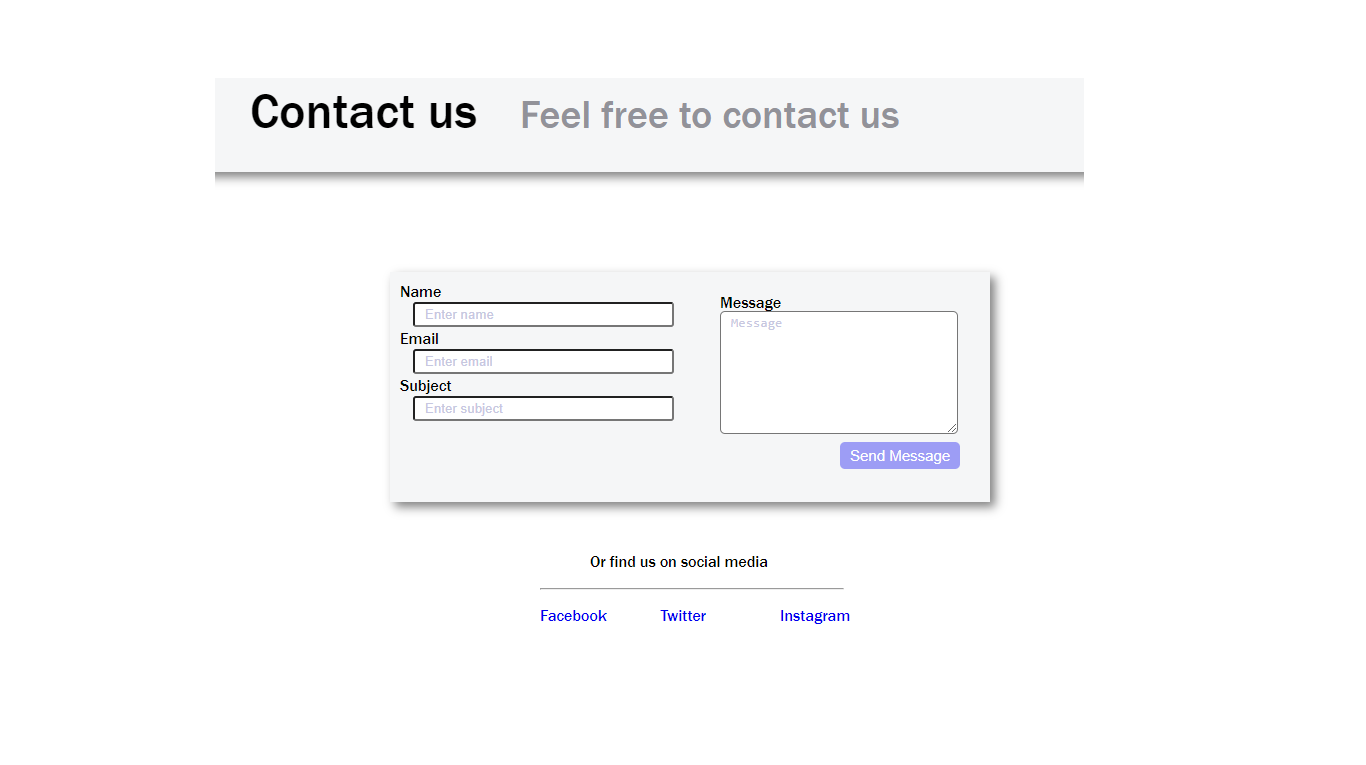 Contact us Feel free to contact us
Name
Enter name
Email
Enter email
Subject
Enter subject
Message
Message
Send Message
Or find us on social media
Facebook Twitter Instagram